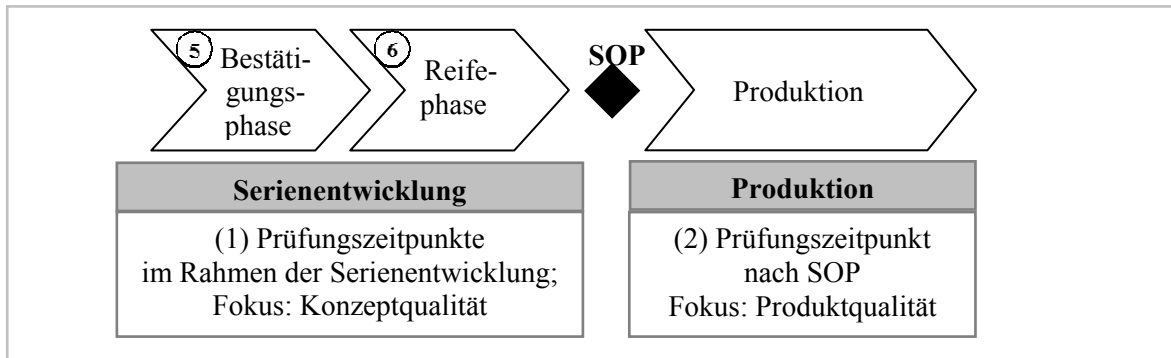 5
Bestäti-
gungs-
phase
6
Reife-
phase
SOP
Produktion
Serienentwicklung
(1) Prüfungszeitpunkte
im Rahmen der Serienentwicklung;
Fokus: Konzeptqualität
Produktion
(2) Prüfungszeitpunkt
nach SOP
Fokus: Produktqualität